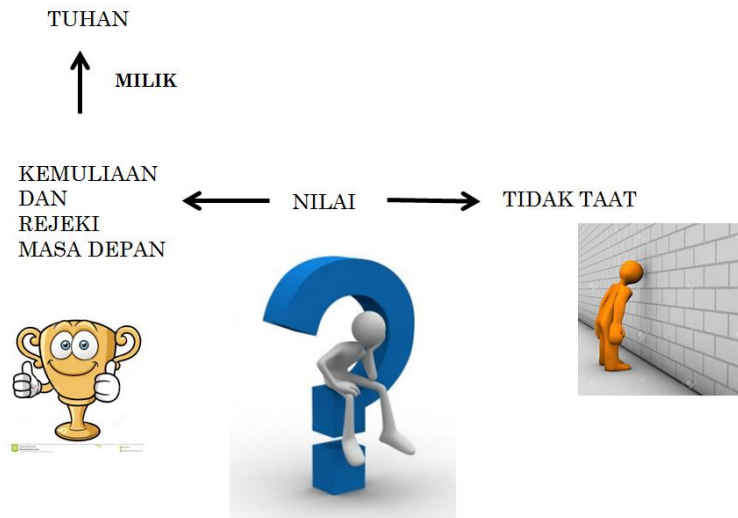 TUHAN
MILIK
KEMULIAAN
DAN
REJEKI
MASA DEPAN
NILAI
TIDAK TAAT